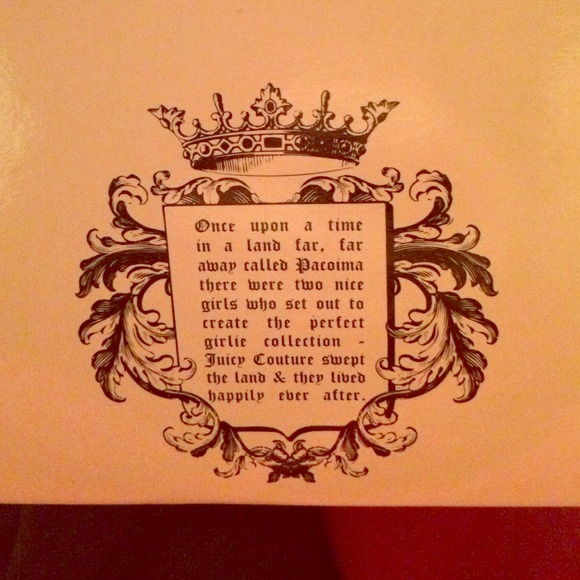 Once upon a time
in a land far, far
away called Pacoima
there were two nice
girls who set out to
create the perfect
girlie collection -
Juicy Couture swept
the land & they lived
happily ever after.